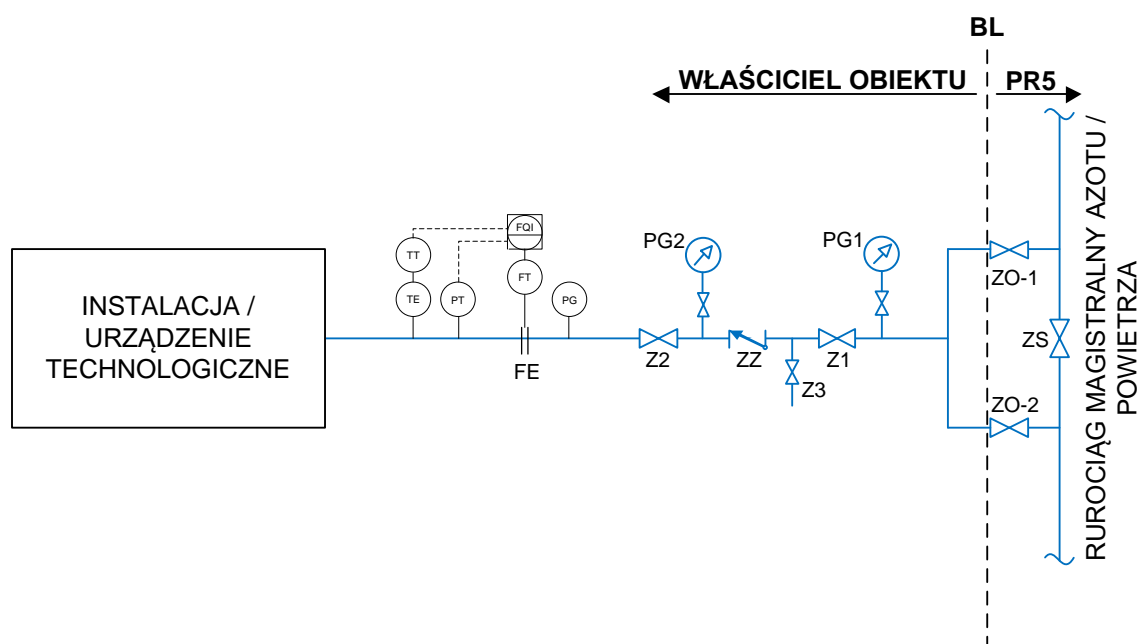 BL
WŁAŚCICIEL OBIEKTU
PR5
RUROCIĄG MAGISTRALNY AZOTU /
POWIETRZA
INSTALACJA /
URZĄDZENIE
TECHNOLOGICZNE
TT
TE
PT
FQI
FT
FE
PG
PG2
Z2
ZZ
Z3
PG1
Z1
ZO-1
ZS
ZO-2